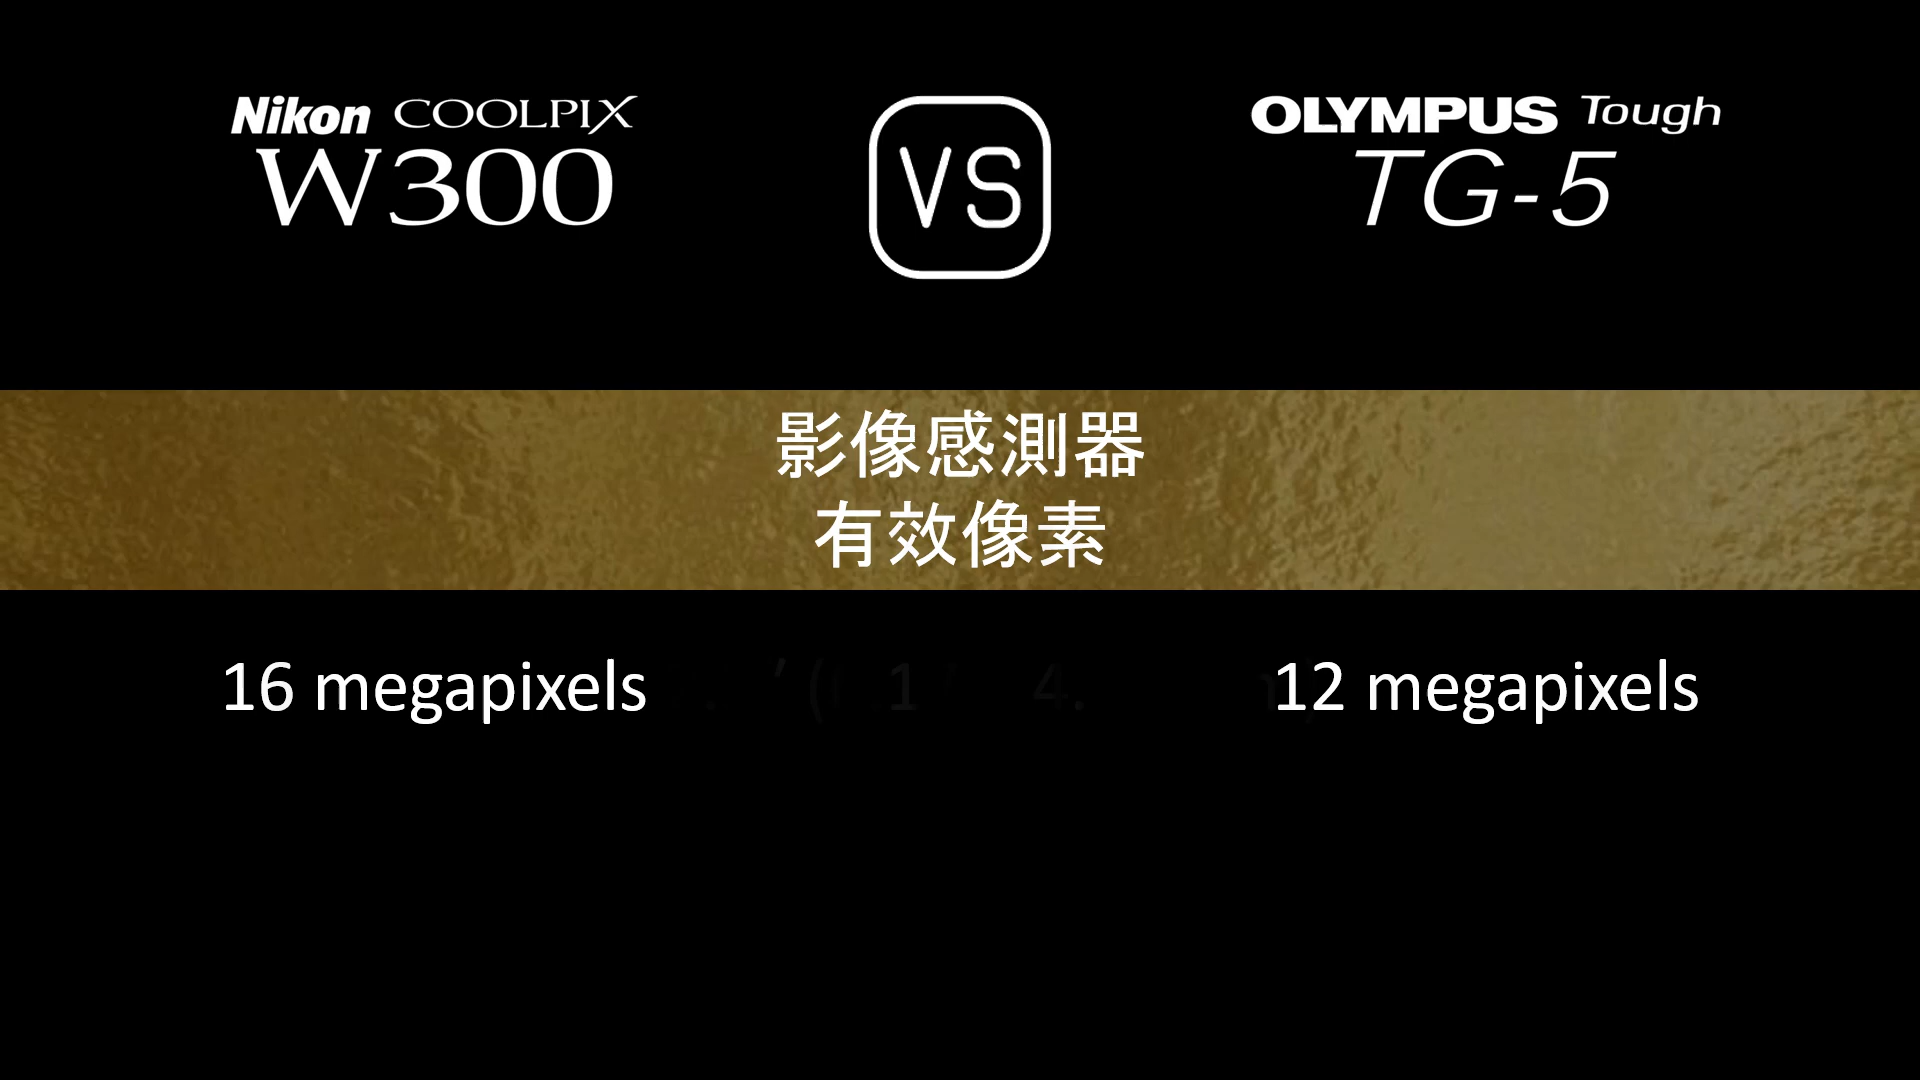 Nikon COOLPIX
W300
VS
OLYMPUS Tough
TG-5
影像感測器
有效像素
16 megapixels
12 megapixels